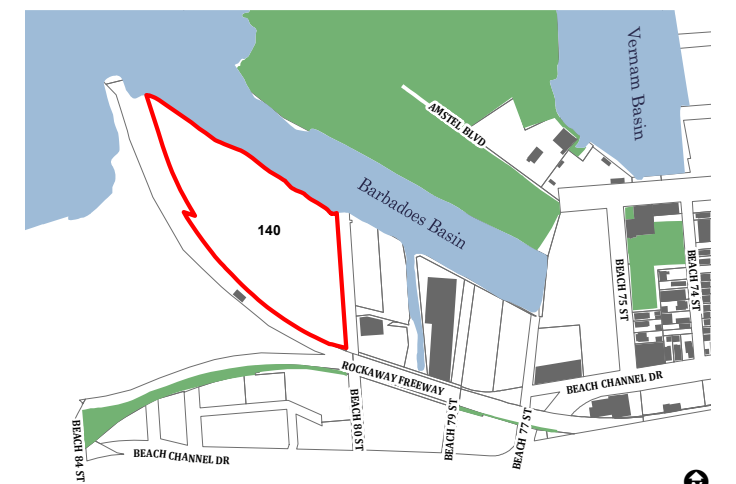 Vernam Basin
AMSTEL BLVD
Barbadoes Basin
140
BEACH 75 ST
BEACH 74 ST
ROCKAWAY FREEWAY
BEACH CHANNEL DR
BEACH 80 ST
BEACH 79 ST
BEACH 77 ST
BEACH 84 ST
BEACH CHANNEL DR